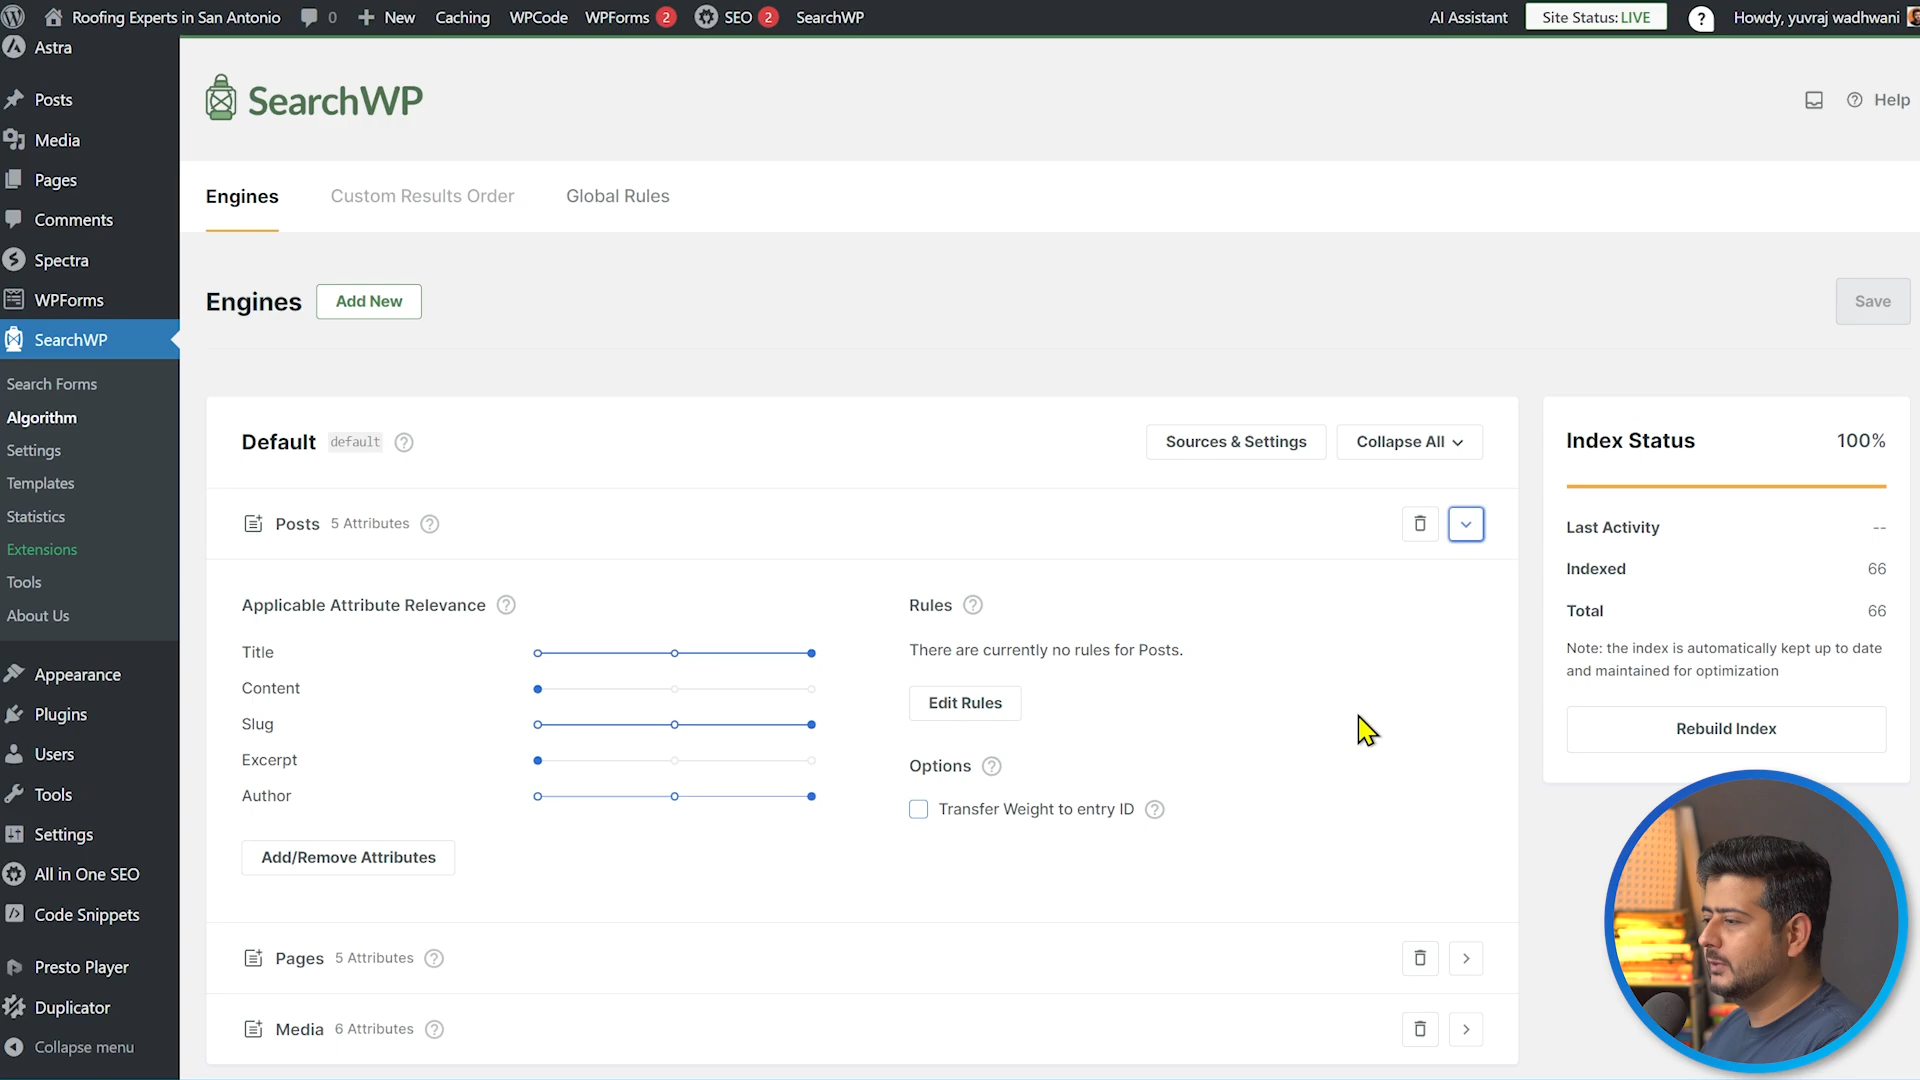 Roofing Experts in San Antonio 0 New Caching WPCode WPForms 2 SEO 2 SearchWP AI Assistant Site Status: LIVE ? Howdy, yuvraj wadhwani
Astra
Posts
Media
Pages
Comments
Spectra
WPForms
SearchWP
Search Forms
Algorithm
Settings
Templates
Statistics
Extensions
Tools
About Us
Appearance
Plugins
Users
Tools
Settings
All in One SEO
Code Snippets
Presto Player
Duplicator
Collapse menu
SearchWP
? Help
Engines Custom Results Order Global Rules
Engines Add New Save
Default default ? Sources & Settings Collapse All
Posts 5 Attributes ?
Applicable Attribute Relevance ?
Title
Content
Slug
Excerpt
Author
Add/Remove Attributes
Rules ?
There are currently no rules for Posts.
Edit Rules
Options ?
Transfer Weight to entry ID ?
Pages 5 Attributes ?
Media 6 Attributes ?
Index Status 100%
Last Activity --
Indexed 66
Total 66
Note: the index is automatically kept up to date
and maintained for optimization
Rebuild Index